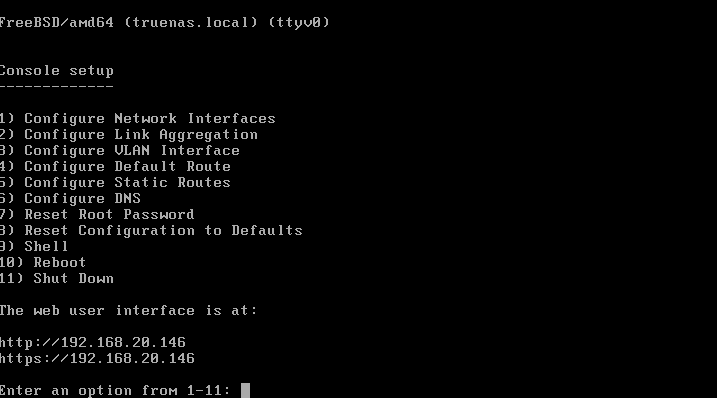 FreeBSD/amd64 (truenas.local) (ttyv0)
Console setup
-------------
1) Configure Network Interfaces
2) Configure Link Aggregation
3) Configure VLAN Interface
4) Configure Default Route
5) Configure Static Routes
6) Configure DNS
7) Reset Root Password
8) Reset Configuration to Defaults
9) Shell
10) Reboot
11) Shut Down
The web user interface is at:
http://192.168.20.146
https://192.168.20.146
Enter an option from 1-11: